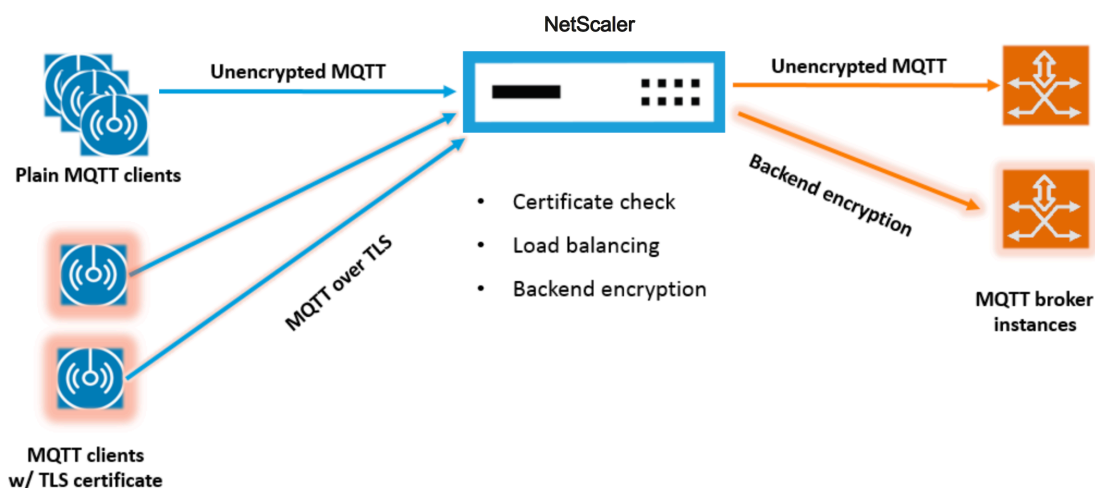 NetScaler
Unencrypted MQTT
Unencrypted MQTT
Plain MQTT clients
Backend encryption
• Certificate check
• Load balancing
• Backend encryption
MQTT over TLS
MQTT broker
instances
MQTT clients
w/ TLS certificate